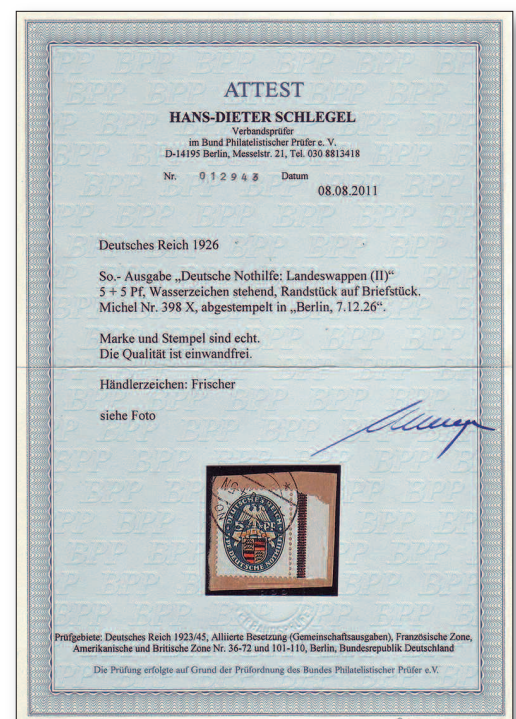 ATTEST
HANS-DIETER SCHLEGEL
Verbandsprüfer
im Bund Philatelistischer Prüfer e. V.
D-14195 Berlin, Messelstr. 21, Tel. 030 8813418
Nr. 012943 Datum
08.08.2011
Deutsches Reich 1926
So.- Ausgabe „Deutsche Nothilfe: Landeswappen (II)“
5 + 5 Pf, Wasserzeichen stehend, Randstück auf Briefstück.
Michel Nr. 398 X, abgestempelt in „Berlin, 7.12.26“.
Marke und Stempel sind echt.
Die Qualität ist einwandfrei.
Händlerzeichen: Frischer
siehe Foto
DEUTSCHES REICH
DEUTSCHE NOTHILFE
Prüfgebiete: Deutsches Reich 1923/45, Alliierte Besetzung (Gemeinschaftsausgaben), Französische Zone,
Amerikanische und Britische Zone Nr. 36-72 und 101-110, Berlin, Bundesrepublik Deutschland
Die Prüfung erfolgte auf Grund der Prüfordnung des Bundes Philatelistischer Prüfer e.V.